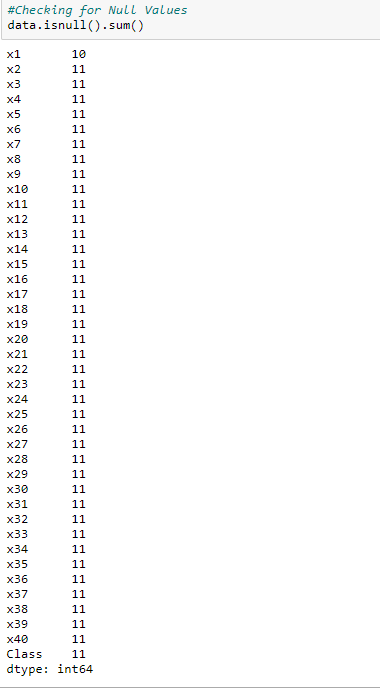 #Checking for Null Values
data.isnull().sum()
x1 10
x2 11
x3 11
x4 11
x5 11
x6 11
x7 11
x8 11
x9 11
x10 11
x11 11
x12 11
x13 11
x14 11
x15 11
x16 11
x17 11
x18 11
x19 11
x20 11
x21 11
x22 11
x23 11
x24 11
x25 11
x26 11
x27 11
x28 11
x29 11
x30 11
x31 11
x32 11
x33 11
x34 11
x35 11
x36 11
x37 11
x38 11
x39 11
x40 11
Class 11
dtype: int64